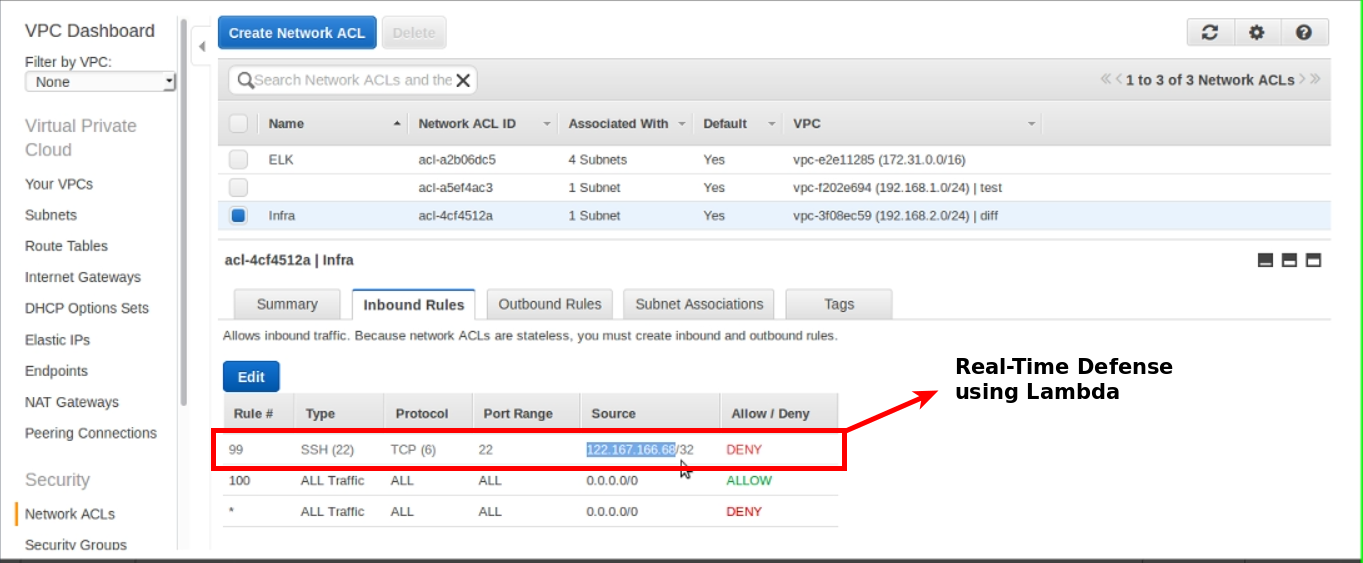 VPC Dashboard
Filter by VPC:
None
Virtual Private
Cloud
Your VPCs
Subnets
Route Tables
Internet Gateways
DHCP Options Sets
Elastic IPs
Endpoints
NAT Gateways
Peering Connections
Security
Network ACLs
Security Groups
Create Network ACL Delete
Search Network ACLs and the
1 to 3 of 3 Network ACLs
Name Network ACL ID Associated With Default VPC
ELK acl-a2b06dc5 4 Subnets Yes vpc-e2e11285 (172.31.0.0/16)
acl-a5ef4ac3 1 Subnet Yes vpc-f202e694 (192.168.1.0/24) | test
Infra acl-4cf4512a 1 Subnet Yes vpc-3f08ec59 (192.168.2.0/24) | diff
acl-4cf4512a | Infra
Summary Inbound Rules Outbound Rules Subnet Associations Tags
Allows inbound traffic. Because network ACLs are stateless, you must create inbound and outbound rules.
Edit
Rule # Type Protocol Port Range Source Allow / Deny
99 SSH (22) TCP (6) 22 122.167.166.68/32 DENY
100 ALL Traffic ALL ALL 0.0.0.0/0 ALLOW
* ALL Traffic ALL ALL 0.0.0.0/0 DENY
Real-Time Defense
using Lambda